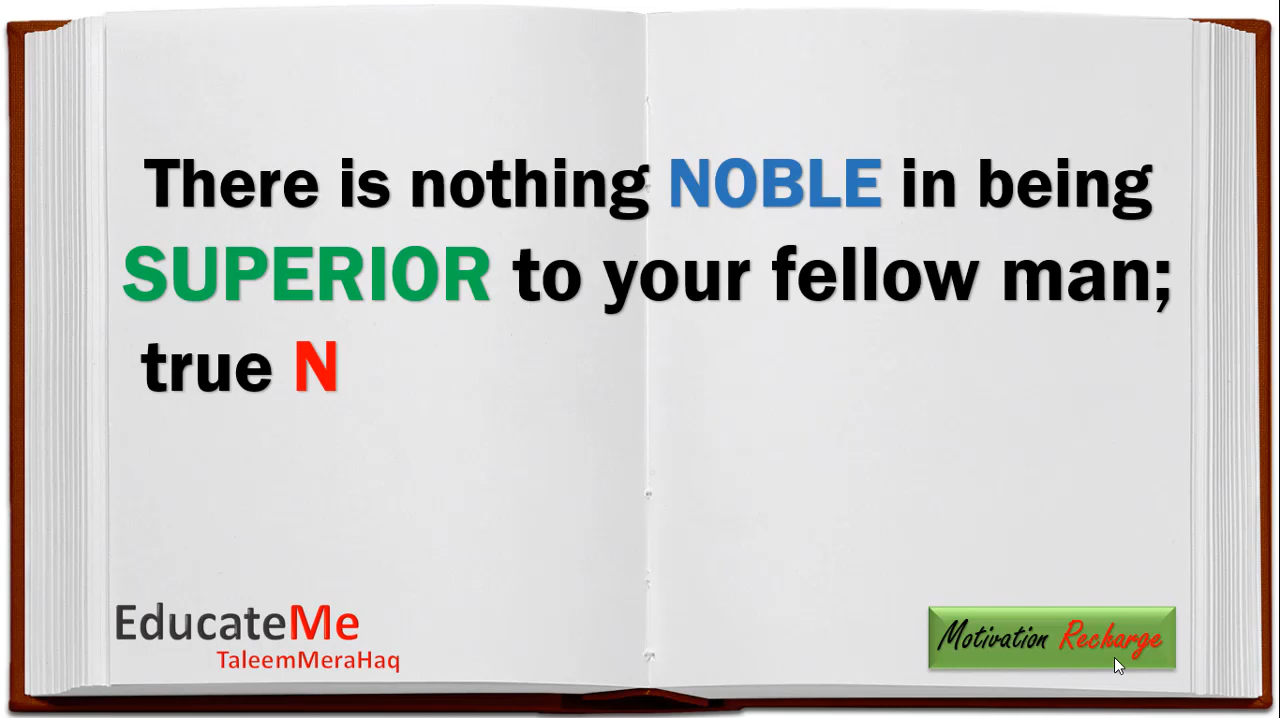 There is nothing NOBLE in being
SUPERIOR to your fellow man;
true N
EducateMe
TaleemMeraHaq
Motivation Recharge